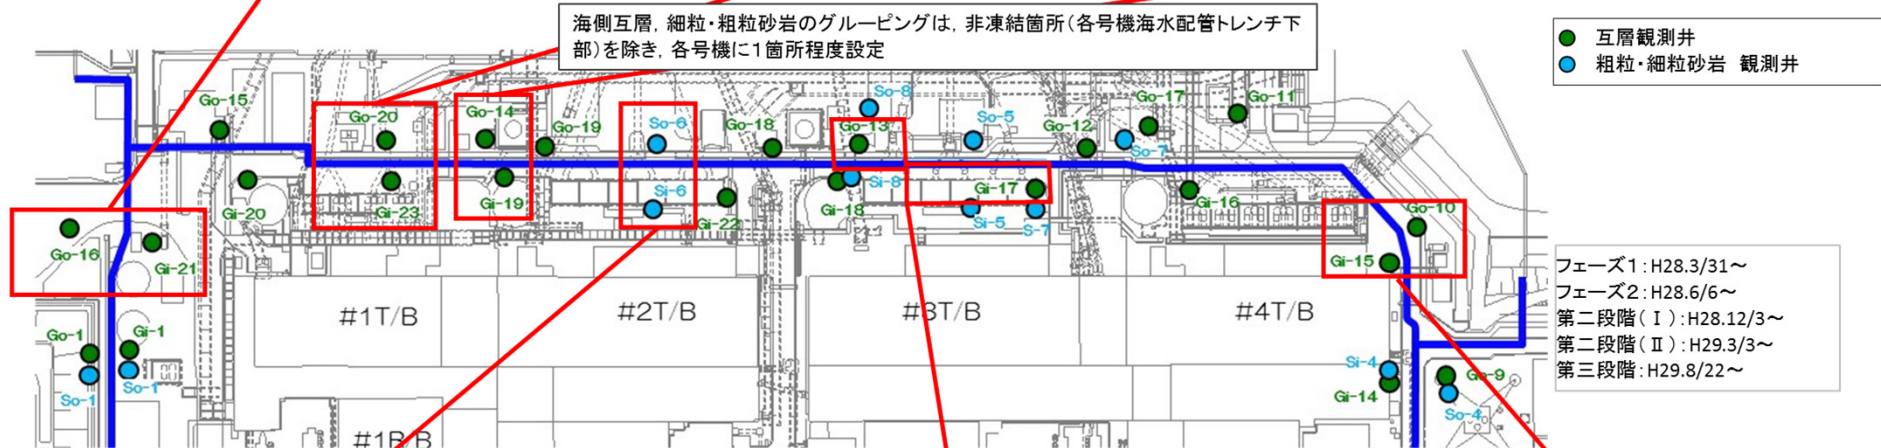 海側互層，細粒・粗粒砂岩のグルーピングは，非凍結箇所（各号機海水配管トレンチ下
部）を除き，各号機に１箇所程度設定
互層観測井
粗粒・細粒砂岩　観測井
Go-15
Go-20
Go-14
Go-19
So-6
Go-18
So-8
Go-13
So-5
Go-12
Go-17
So-7
Go-11
Gi-20
Gi-23
Gi-19
Si-6
Gi-22
Gi-18
Si-8
Gi-17
Si-5
S-7
Gi-16
Go-10
Gi-15
Go-16
Gi-21
#1T/B
#2T/B
#3T/B
#4T/B
フェーズ１：H28.3/31～
フェーズ２：H28.6/6～
第二段階（Ⅰ）：H28.12/3～
第二段階（Ⅱ）：H29.3/3～
第三段階：H29.8/22～
Go-1
Gi-1
So-1
So-1
Si-4
Gi-14
Go-9
So-4
#1R/B